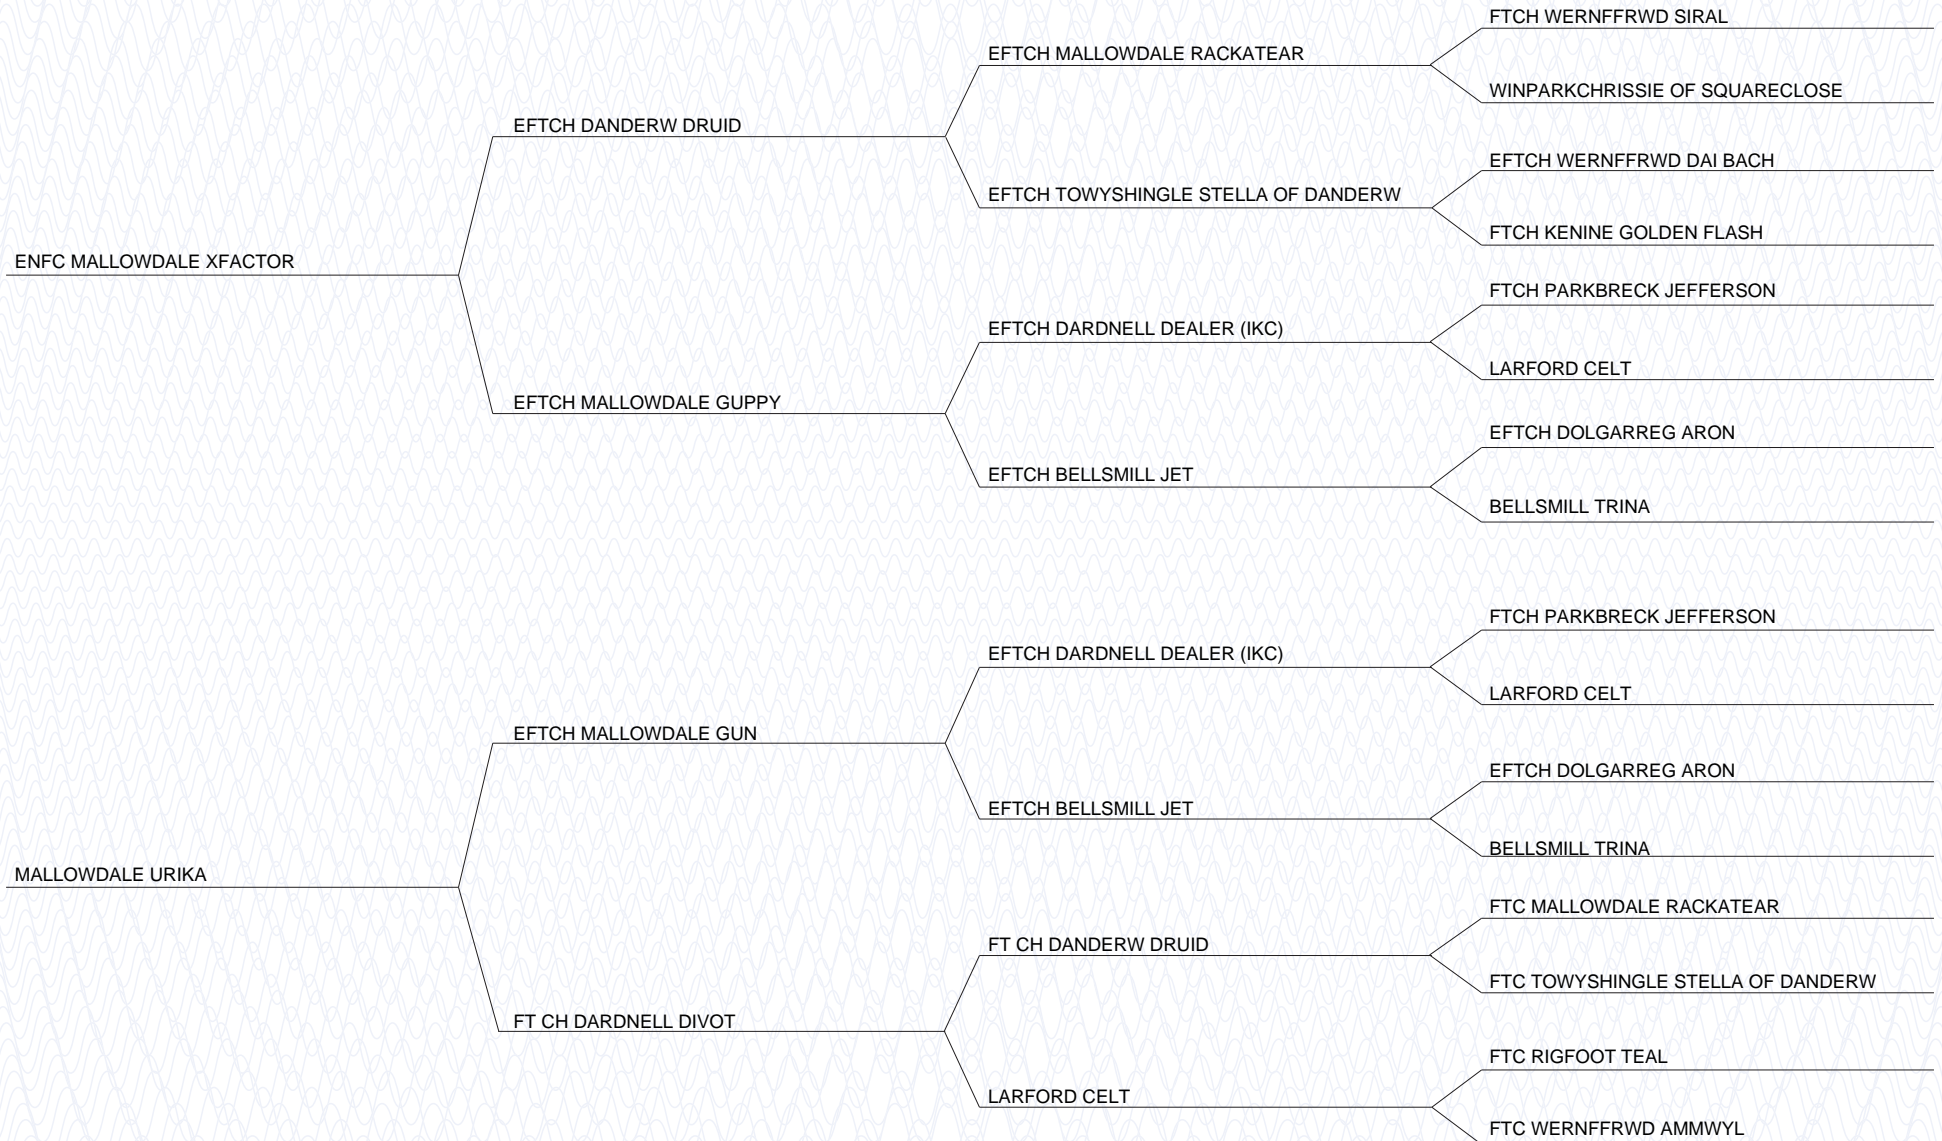 FTCH WERNFFRWD SIRAL
EFTCH MALLOWDALE RACKATEAR
WINPARKCHRISSIE OF SQUARECLOSE
EFTCH DANDERW DRUID
EFTCH WERNFFRWD DAI BACH
EFTCH TOWYSHINGLE STELLA OF DANDERW
FTCH KENINE GOLDEN FLASH
ENFC MALLOWDALE XFACTOR
FTCH PARKBRECK JEFFERSON
EFTCH DARDNELL DEALER (IKC)
LARFORD CELT
EFTCH MALLOWDALE GUPPY
EFTCH DOLGARREG ARON
EFTCH BELLSMILL JET
BELLSMILL TRINA
FTCH PARKBRECK JEFFERSON
EFTCH DARDNELL DEALER (IKC)
LARFORD CELT
EFTCH MALLOWDALE GUN
EFTCH DOLGARREG ARON
EFTCH BELLSMILL JET
BELLSMILL TRINA
MALLOWDALE URIKA
FTC MALLOWDALE RACKATEAR
FT CH DANDERW DRUID
FTC TOWYSHINGLE STELLA OF DANDERW
FT CH DARDNELL DIVOT
FTC RIGFOOT TEAL
LARFORD CELT
FTC WERNFFRWD AMMWYL